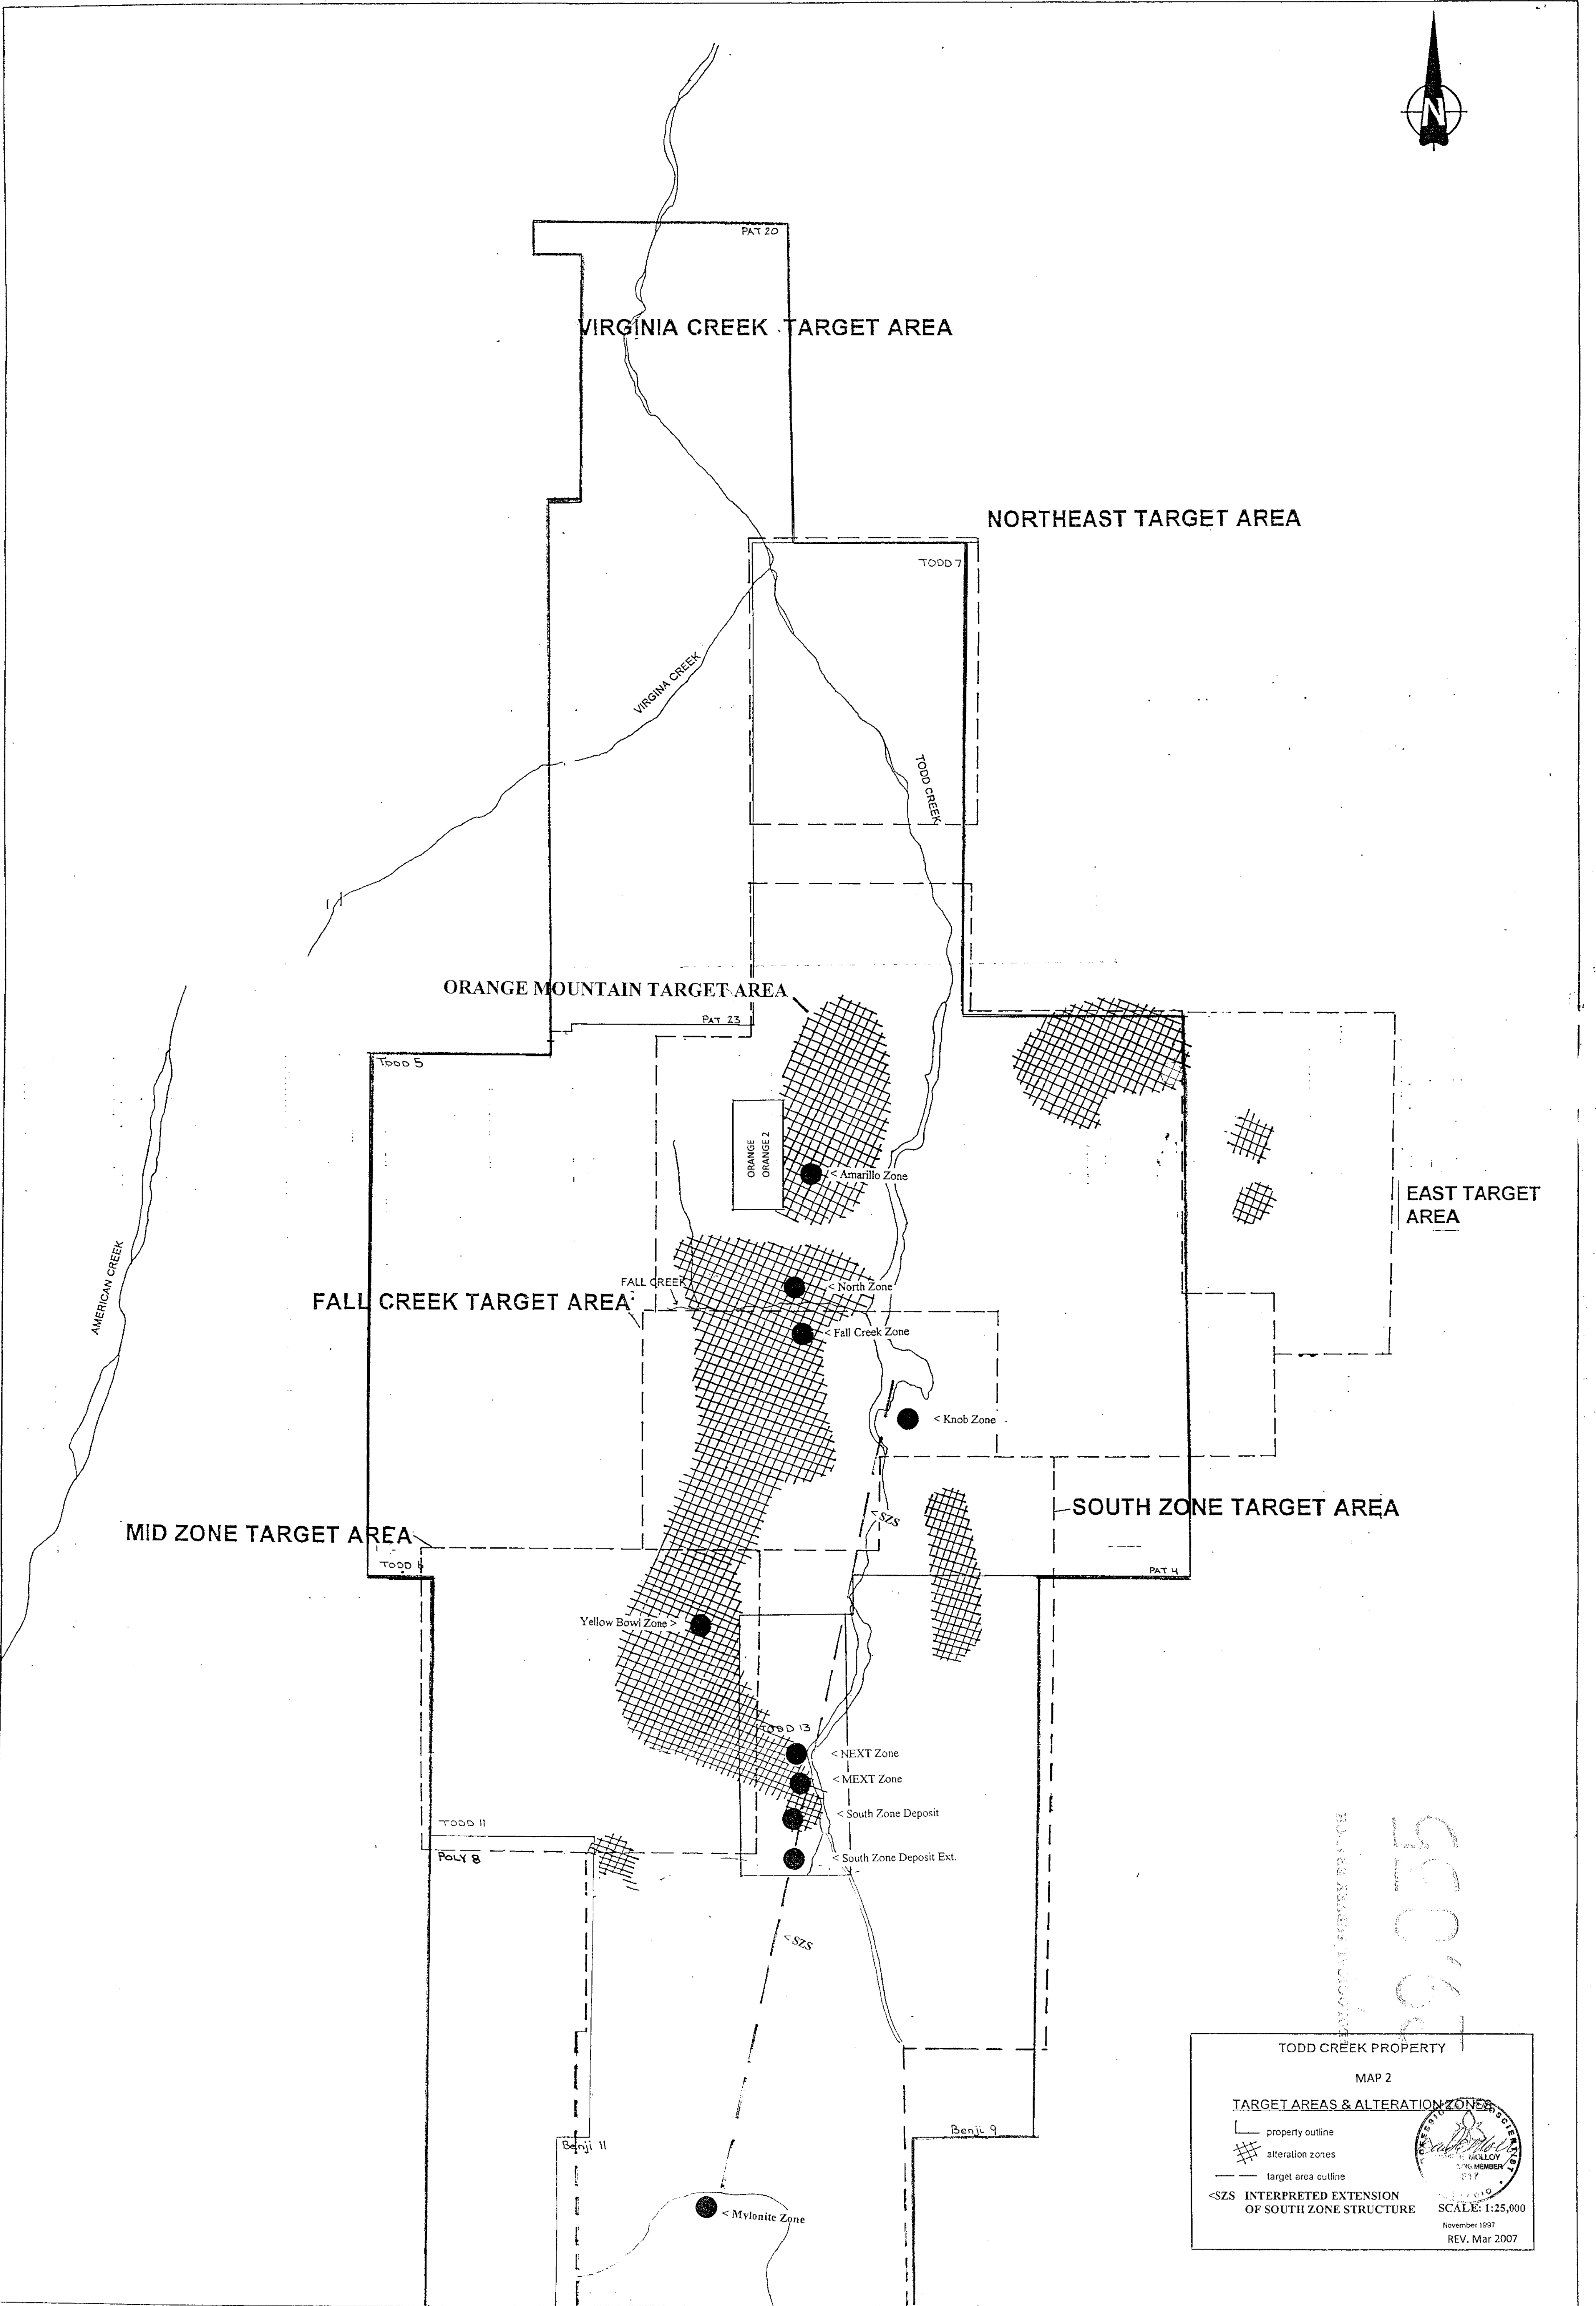 N
PAT 20
VIRGINIA CREEK TARGET AREA
NORTHEAST TARGET AREA
TODD 7
VIRGINA CREEK
TODD CREEK
ORANGE MOUNTAIN TARGET AREA
PAT 23
TODD 5
ORANGE
ORANGE 2
< Amarillo Zone
EAST TARGET
AREA
AMERICAN CREEK
FALL CREEK
< North Zone
FALL CREEK TARGET AREA
< Fall Creek Zone
< Knob Zone
SOUTH ZONE TARGET AREA
<SZS
MID ZONE TARGET AREA
TODD 6
PAT 4
Yellow Bowl Zone >
TODD 13
< NEXT Zone
< MEXT Zone
< South Zone Deposit
TODD 11
POLY 8
< South Zone Deposit Ext.
<SZS
Benji 9
Benji 11
< Mylonite Zone
TODD CREEK PROPERTY
MAP 2
TARGET AREAS & ALTERATION ZONES
property outline
alteration zones
target area outline
<SZS INTERPRETED EXTENSION
OF SOUTH ZONE STRUCTURE
MOLLOY
MEMBER
SCALE: 1:25,000
November 1997
REV. Mar 2007